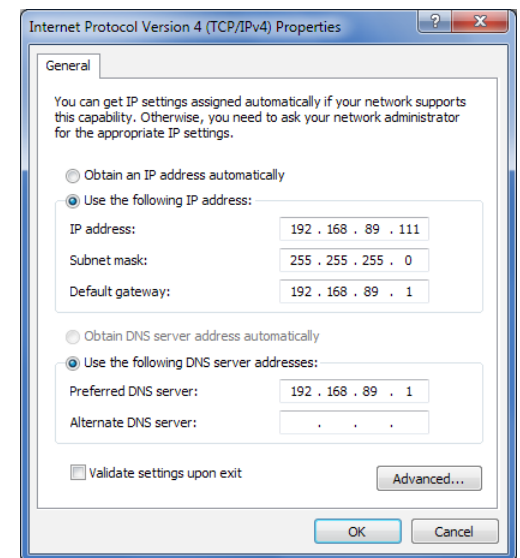 Internet Protocol Version 4 (TCP/IPv4) Properties
General
You can get IP settings assigned automatically if your network supports
this capability. Otherwise, you need to ask your network administrator
for the appropriate IP settings.
Obtain an IP address automatically
Use the following IP address:
IP address: 192 . 168 . 89 . 111
Subnet mask: 255 . 255 . 255 . 0
Default gateway: 192 . 168 . 89 . 1
Obtain DNS server address automatically
Use the following DNS server addresses:
Preferred DNS server: 192 . 168 . 89 . 1
Alternate DNS server: . . .
Validate settings upon exit
Advanced...
OK Cancel